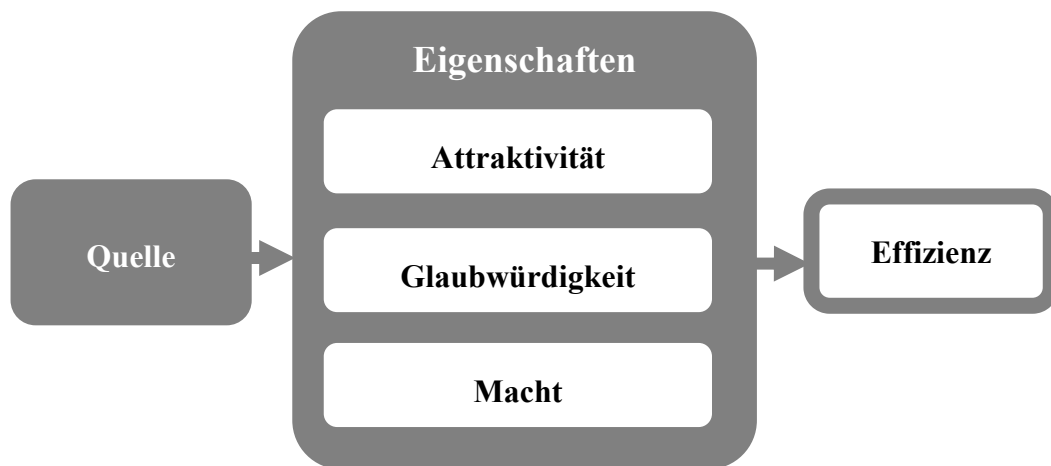 Eigenschaften
Attraktivität
Quelle
Glaubwürdigkeit
Effizienz
Macht